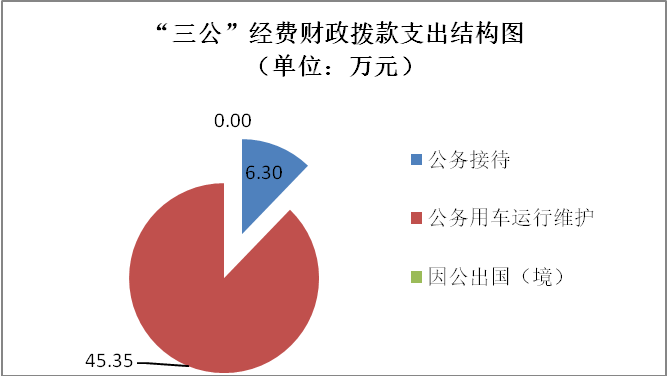 “三公”经费财政拨款支出结构图
（单位：万元）
0.00
6.30
公务接待
公务用车运行维护
因公出国（境）
45.35